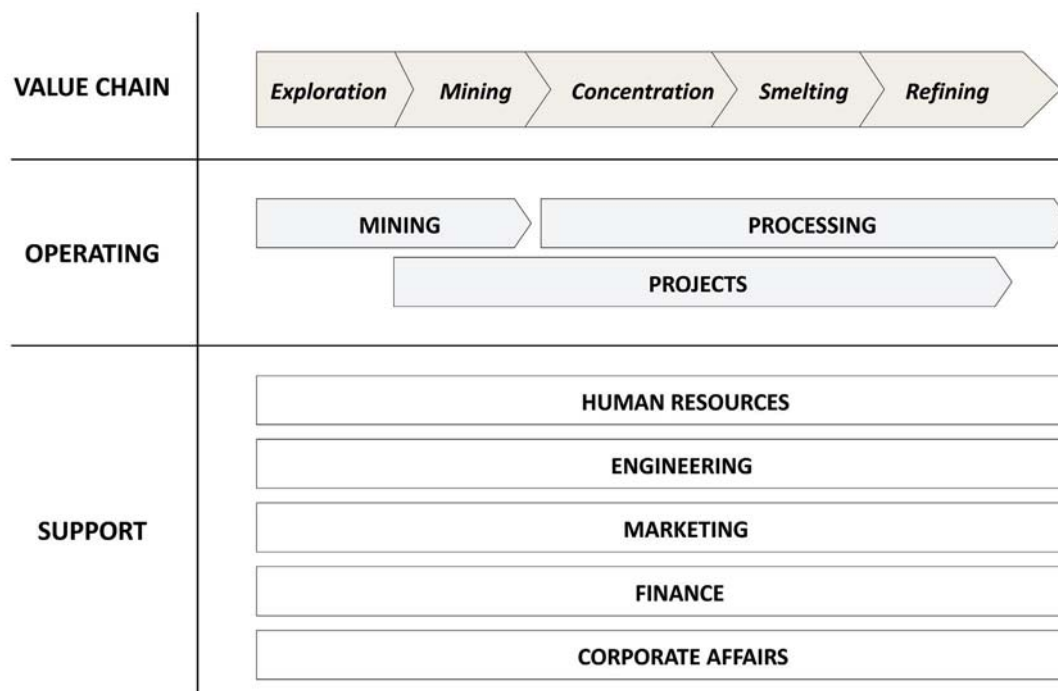 VALUE CHAIN
Exploration Mining Concentration Smelting Refining
OPERATING
MINING PROCESSING
PROJECTS
SUPPORT
HUMAN RESOURCES
ENGINEERING
MARKETING
FINANCE
CORPORATE AFFAIRS